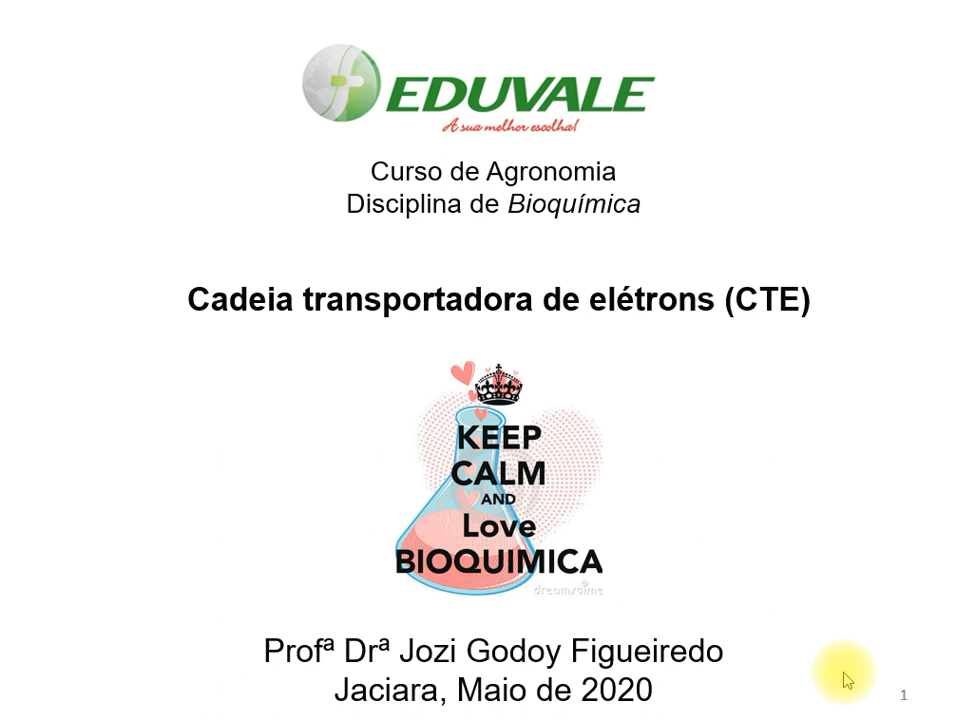 EDUVALE
A sua melhor escolha!
Curso de Agronomia
Disciplina de Bioquímica
Cadeia transportadora de elétrons (CTE)
KEEP
CALM
AND
Love
BIOQUIMICA
dreamstime
Profª Drª Jozi Godoy Figueiredo
Jaciara, Maio de 2020
1